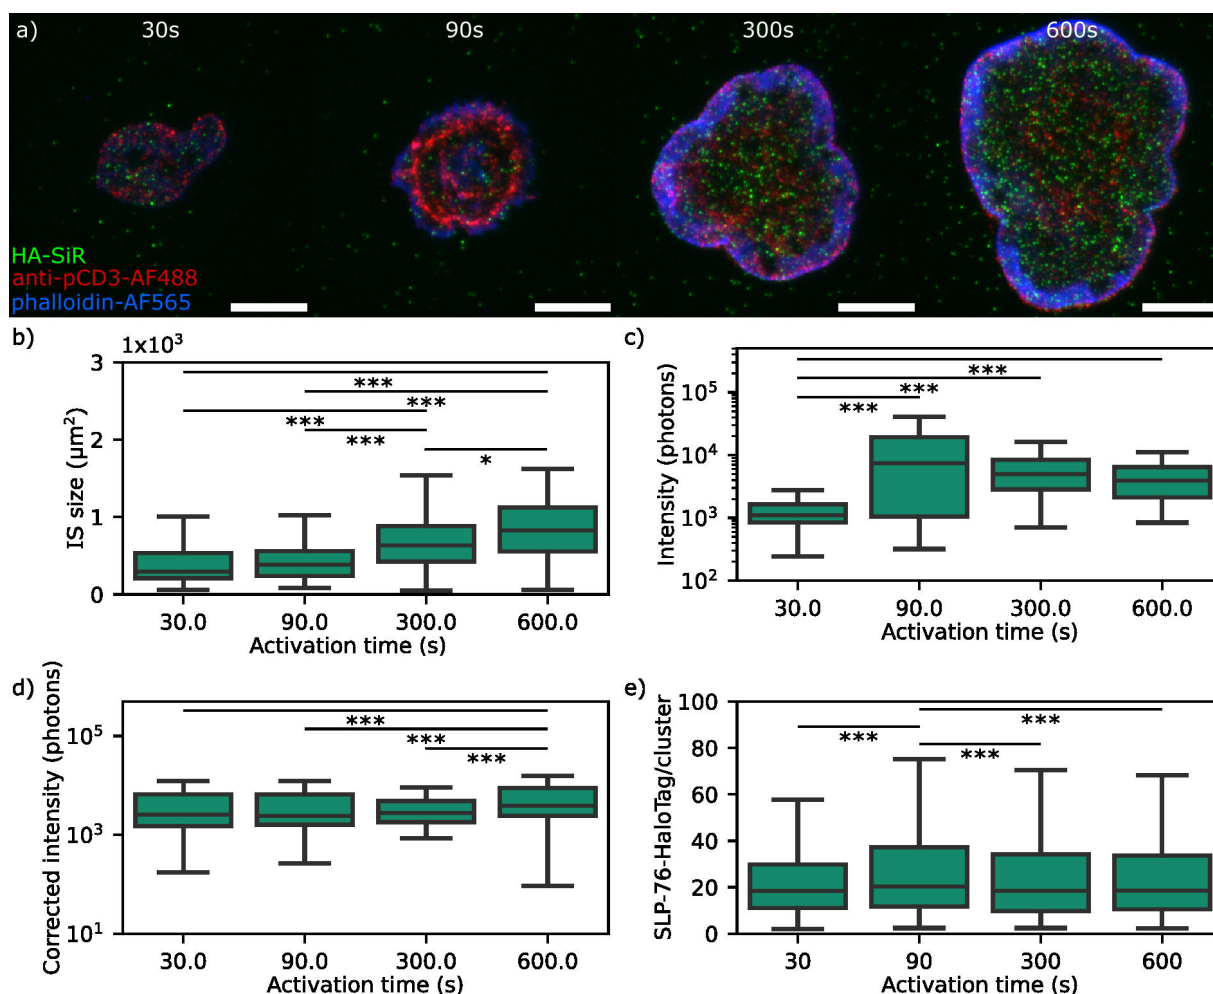 a) 30s 90s 300s 600s
HA-SiR
anti-pCD3-AF488
phalloidin-AF565
b)
1x10³
IS size (µm²)
3
2
1
0
***
***
***
***
*
30.0 90.0 300.0 600.0
Activation time (s)
c)
Intensity (photons)
10⁵
10⁴
10³
10²
***
***
***
30.0 90.0 300.0 600.0
Activation time (s)
d)
Corrected intensity (photons)
10⁵
10³
10¹
***
***
***
30.0 90.0 300.0 600.0
Activation time (s)
e)
SLP-76-HaloTag/cluster
100
80
60
40
20
0
***
***
***
30 90 300 600
Activation time (s)